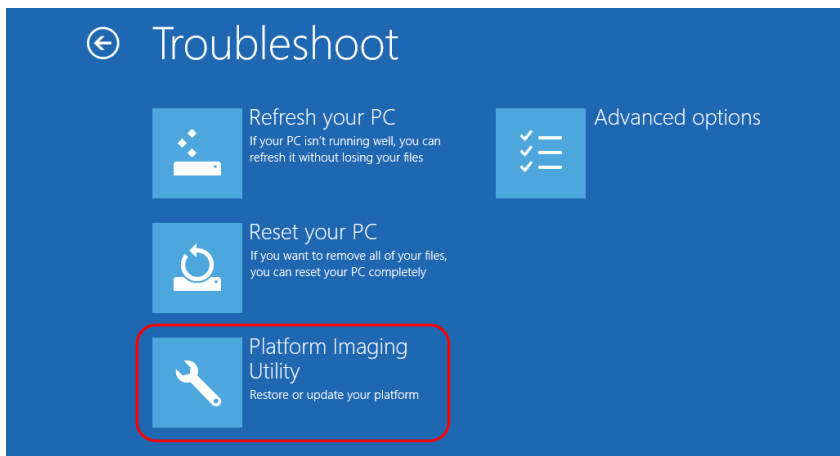 Troubleshoot
Refresh your PC
If your PC isn't running well, you can
refresh it without losing your files
Advanced options
Reset your PC
If you want to remove all of your files,
you can reset your PC completely
Platform Imaging
Utility
Restore or update your platform